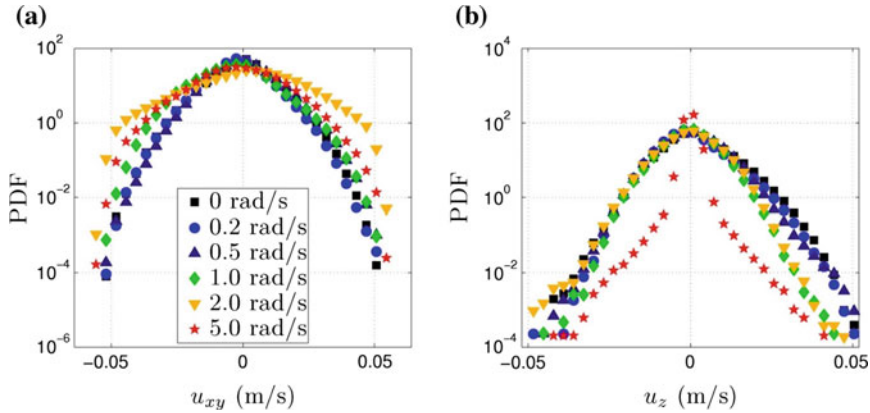 (a)
PDF
10^2
10^0
10^-2
10^-4
10^-6
0 rad/s
0.2 rad/s
0.5 rad/s
1.0 rad/s
2.0 rad/s
5.0 rad/s
−0.05 0 0.05
u_xy (m/s)
(b)
PDF
10^4
10^2
10^0
10^-2
10^-4
−0.05 0 0.05
u_z (m/s)